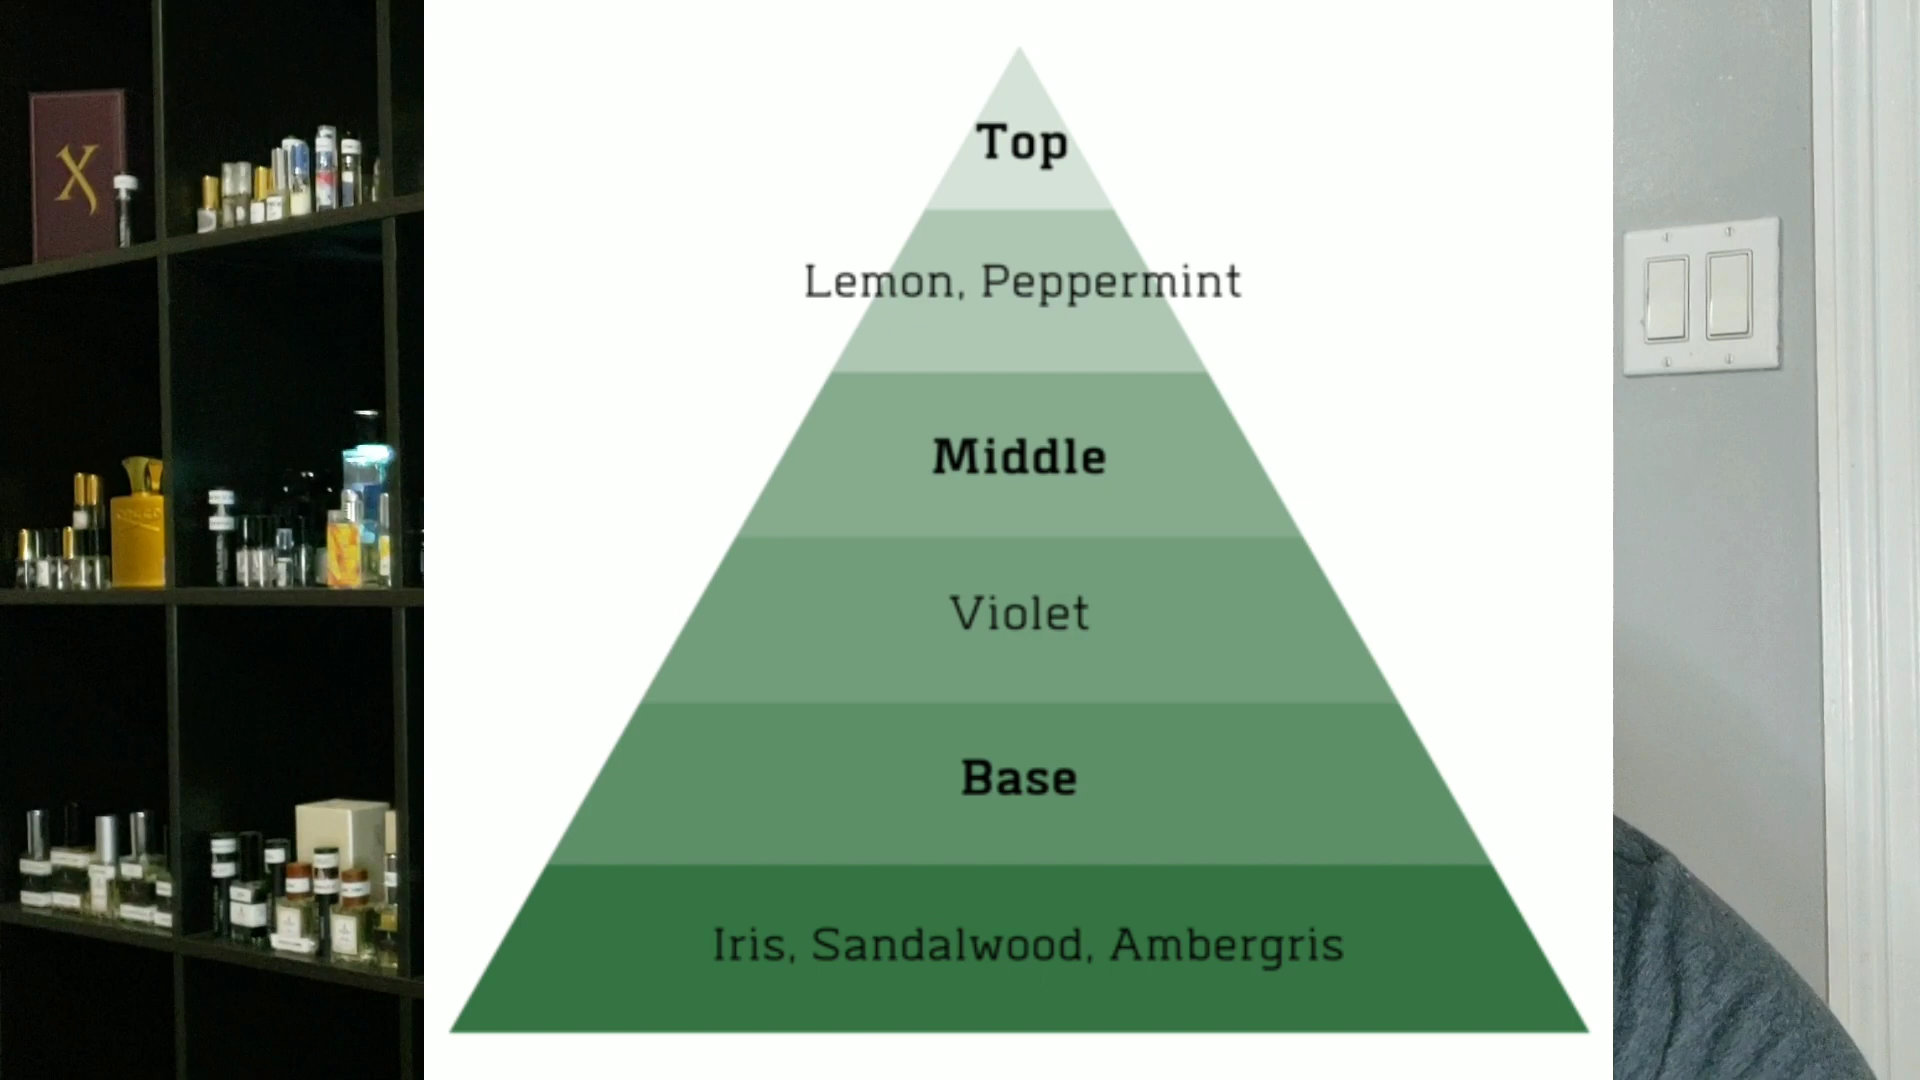 X
Top
Lemon, Peppermint
Middle
Violet
Base
Iris, Sandalwood, Ambergris